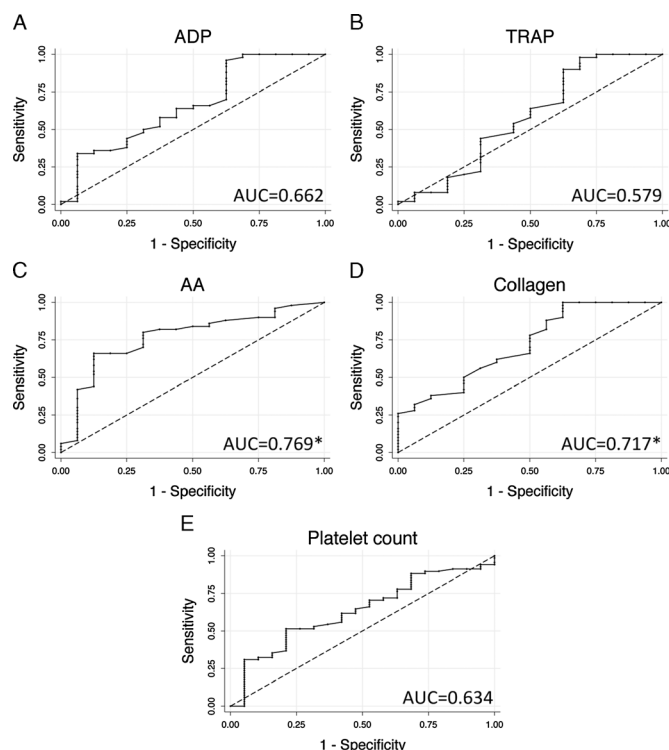 A
ADP
Sensitivity
1.00
0.75
0.50
0.25
0.00
AUC=0.662
0.00 0.25 0.50 0.75 1.00
1 - Specificity
B
TRAP
Sensitivity
1.00
0.75
0.50
0.25
0.00
AUC=0.579
0.00 0.25 0.50 0.75 1.00
1 - Specificity
C
AA
Sensitivity
1.00
0.75
0.50
0.25
0.00
AUC=0.769*
0.00 0.25 0.50 0.75 1.00
1 - Specificity
D
Collagen
Sensitivity
1.00
0.75
0.50
0.25
0.00
AUC=0.717*
0.00 0.25 0.50 0.75 1.00
1 - Specificity
E
Platelet count
Sensitivity
1.00
0.75
0.50
0.25
0.00
AUC=0.634
0.00 0.25 0.50 0.75 1.00
1 - Specificity